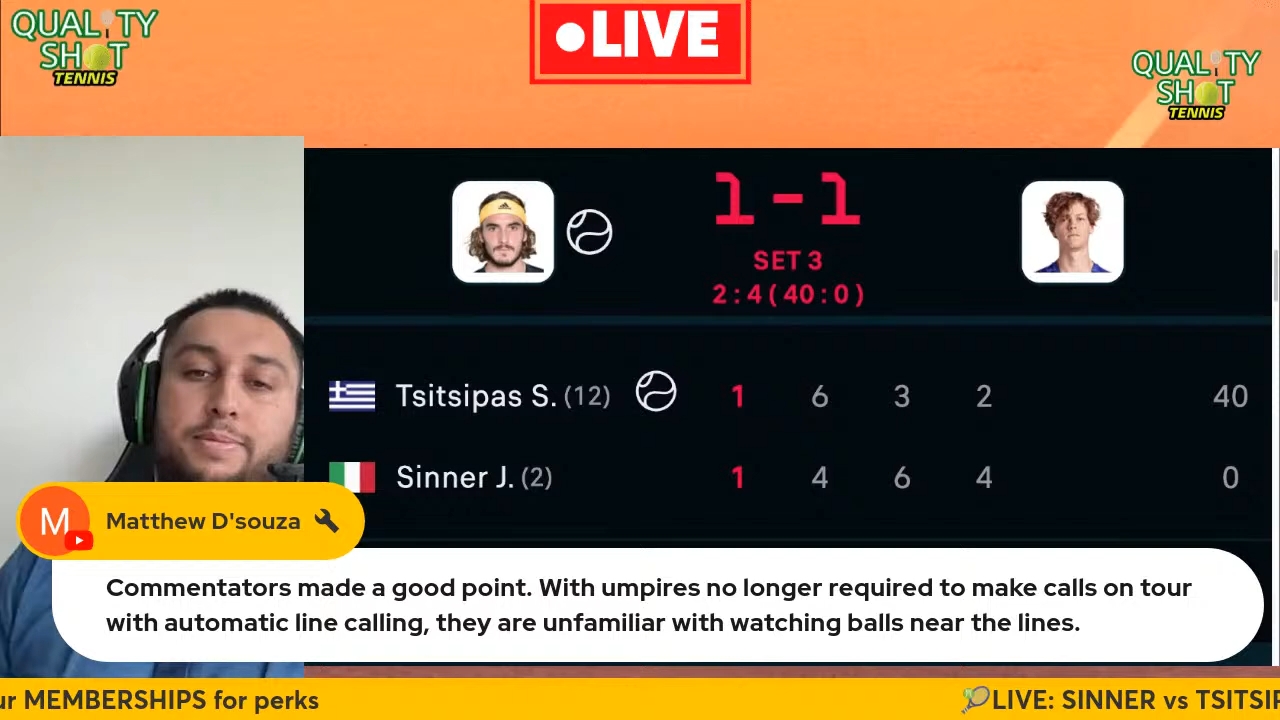 QUALITY
SHOT
TENNIS
LIVE
QUALITY
SHOT
TENNIS
1-1
SET 3
2:4(40:0)
Tsitsipas S. (12) 1 6 3 2 40
Sinner J. (2) 1 4 6 4 0
M
Matthew D'souza
Commentators made a good point. With umpires no longer required to make calls on tour
with automatic line calling, they are unfamiliar with watching balls near the lines.
ur MEMBERSHIPS for perks
LIVE: SINNER vs TSITSIP